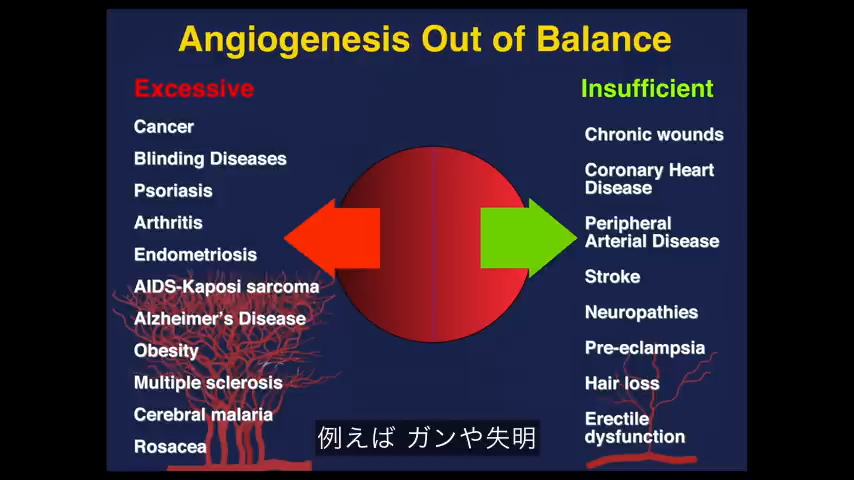 Angiogenesis Out of Balance
Excessive
Cancer
Blinding Diseases
Psoriasis
Arthritis
Endometriosis
AIDS-Kaposi sarcoma
Alzheimer's Disease
Obesity
Multiple sclerosis
Cerebral malaria
Rosacea
Insufficient
Chronic wounds
Coronary Heart
Disease
Peripheral
Arterial Disease
Stroke
Neuropathies
Pre-eclampsia
Hair loss
Erectile
dysfunction
例えば ガンや失明